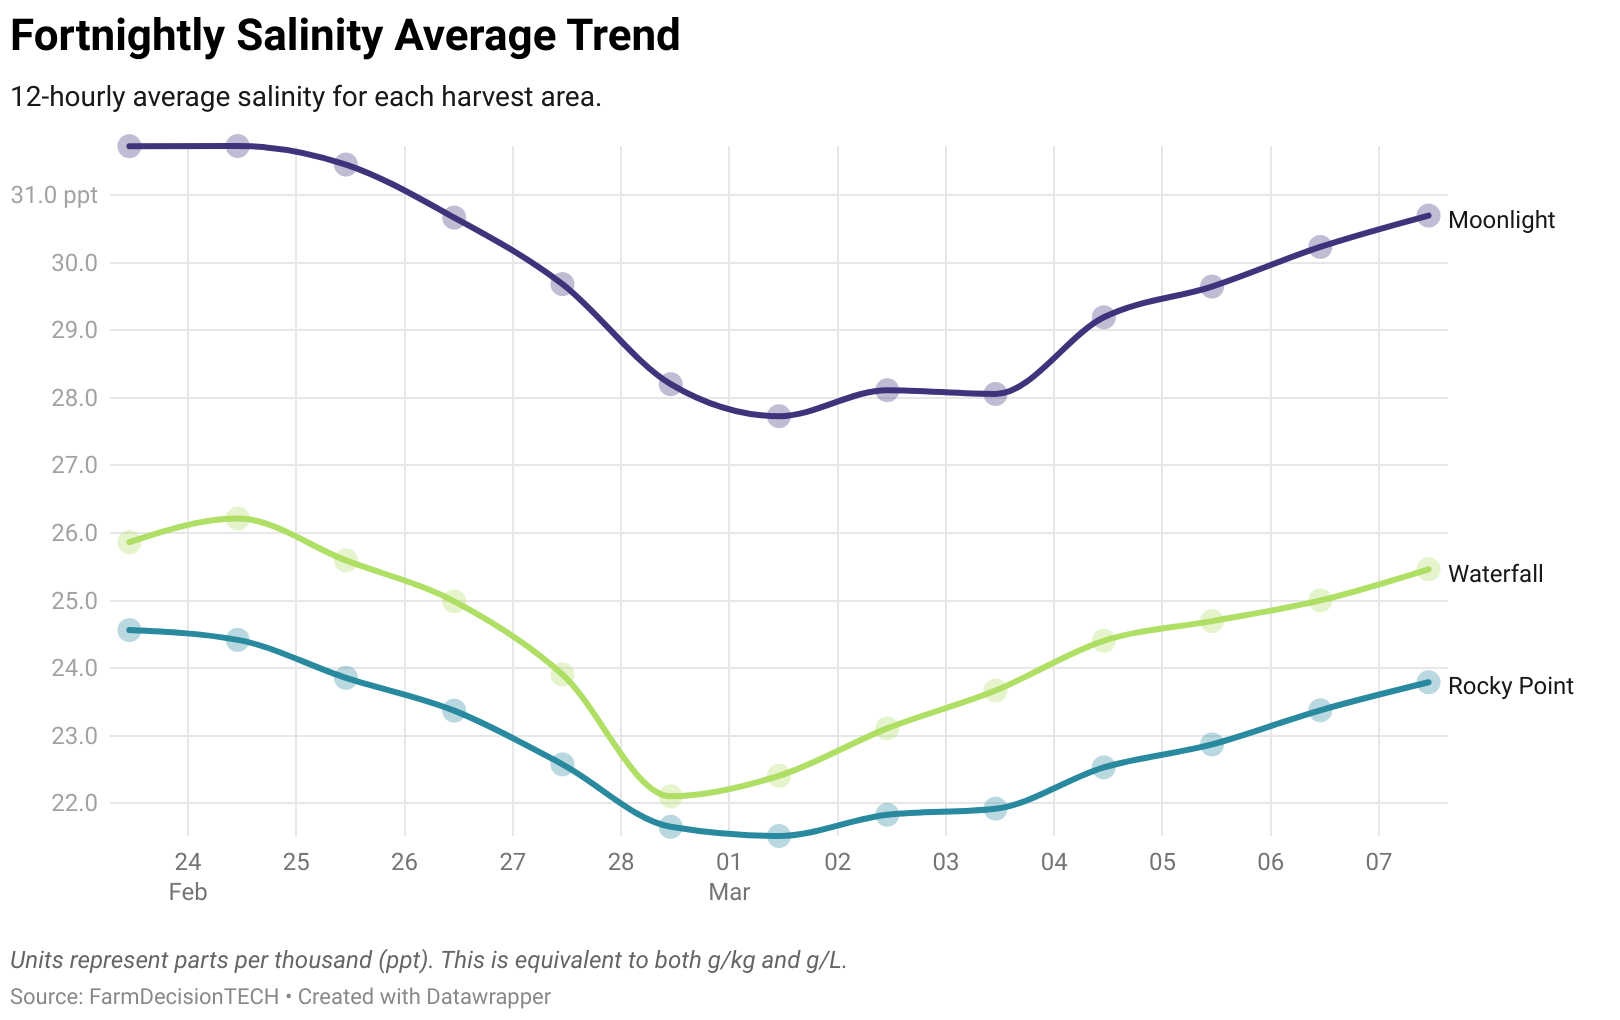 Fortnightly Salinity Average Trend
12-hourly average salinity for each harvest area.
31.0 ppt
30.0
29.0
28.0
27.0
26.0
25.0
24.0
23.0
22.0
Moonlight
Waterfall
Rocky Point
24 25 26 27 28 01 02 03 04 05 06 07
Feb Mar
Units represent parts per thousand (ppt). This is equivalent to both g/kg and g/L.
Source: FarmDecisionTECH • Created with Datawrapper